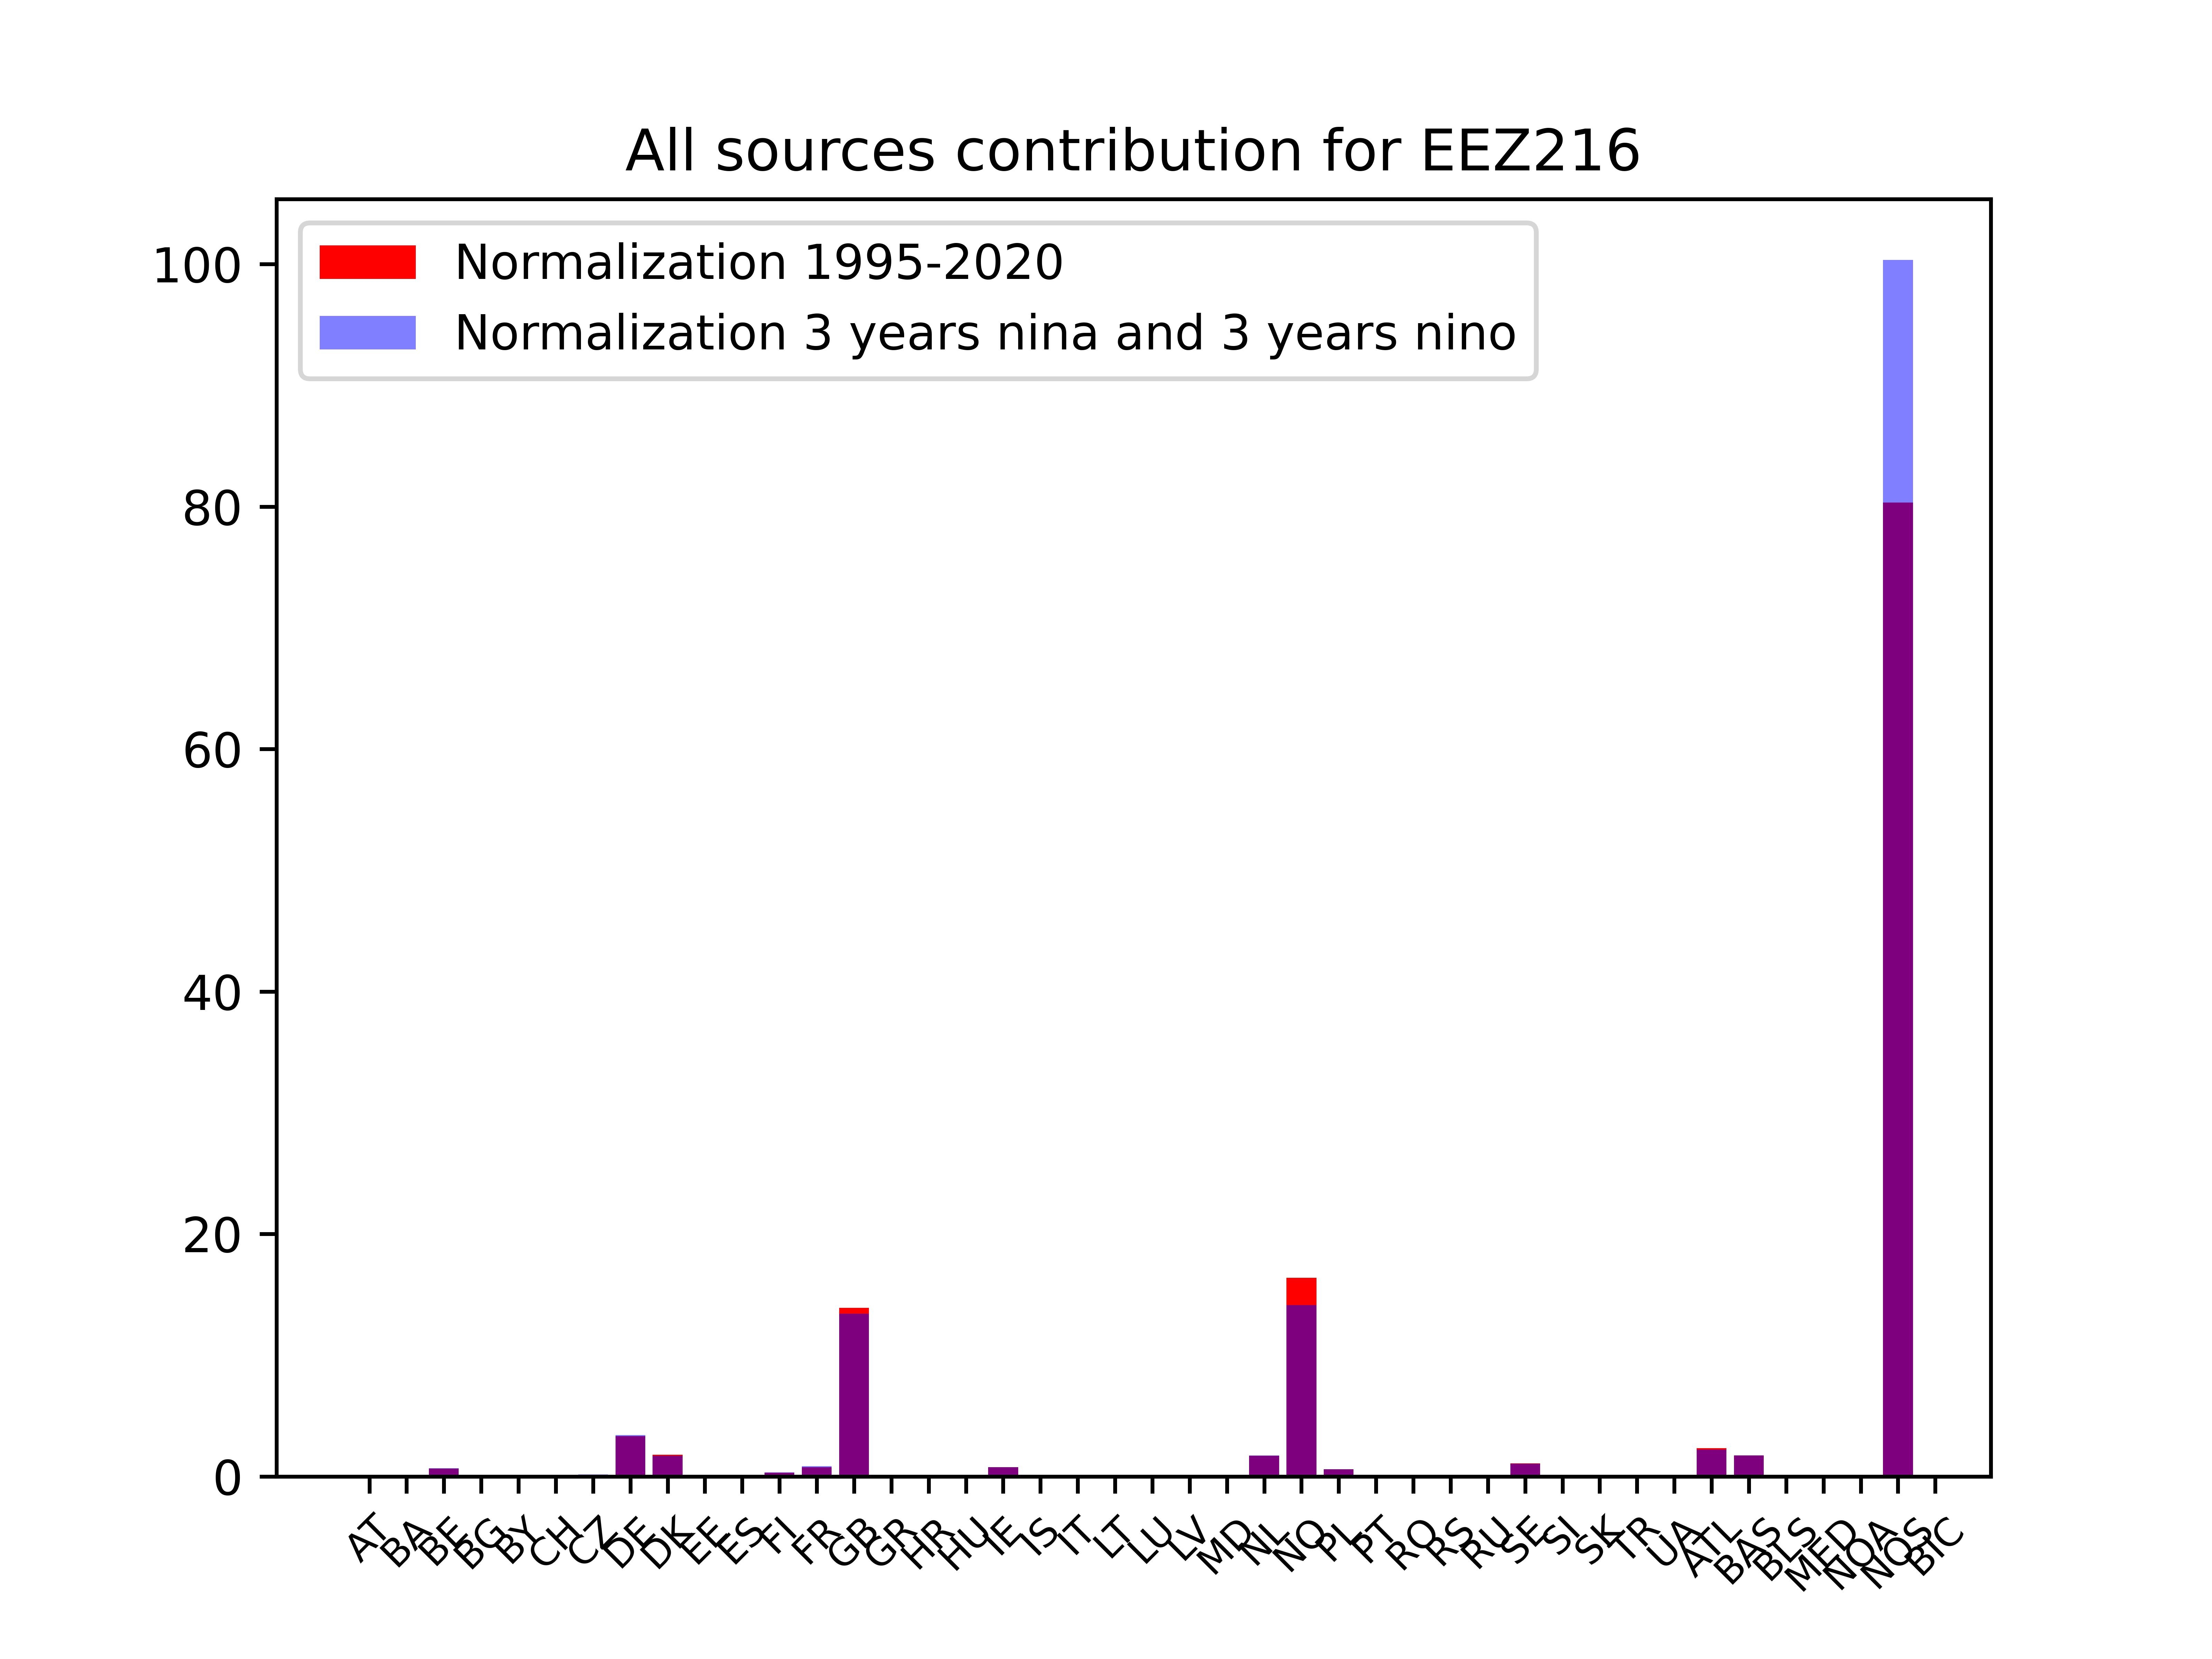 All sources contribution for EEZ216
Normalization 1995-2020
Normalization 3 years nina and 3 years nino
100
80
60
40
20
0
AT
BA
BE
BG
BY
CH
CZ
DE
DK
EE
ES
FI
FR
GB
GR
HR
HU
IE
IS
IT
LT
LU
LV
MD
NL
NO
PL
PT
RO
RS
RU
SE
SI
SK
TR
UA
ATL
BAS
BLS
MED
NOA
NOS
BIC